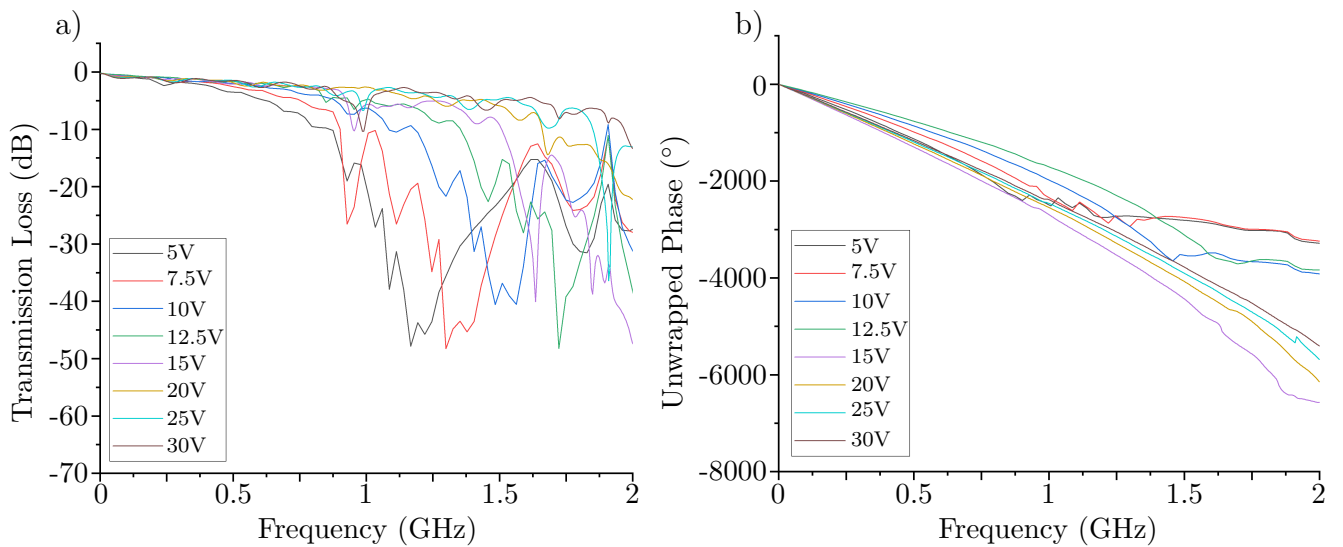 a)
Transmission Loss (dB)
0
-10
-20
-30
-40
-50
-60
-70
5V
7.5V
10V
12.5V
15V
20V
25V
30V
0
0.5
1
1.5
2
Frequency (GHz)
b)
Unwrapped Phase (°)
0
-2000
-4000
-6000
-8000
5V
7.5V
10V
12.5V
15V
20V
25V
30V
0
0.5
1
1.5
2
Frequency (GHz)